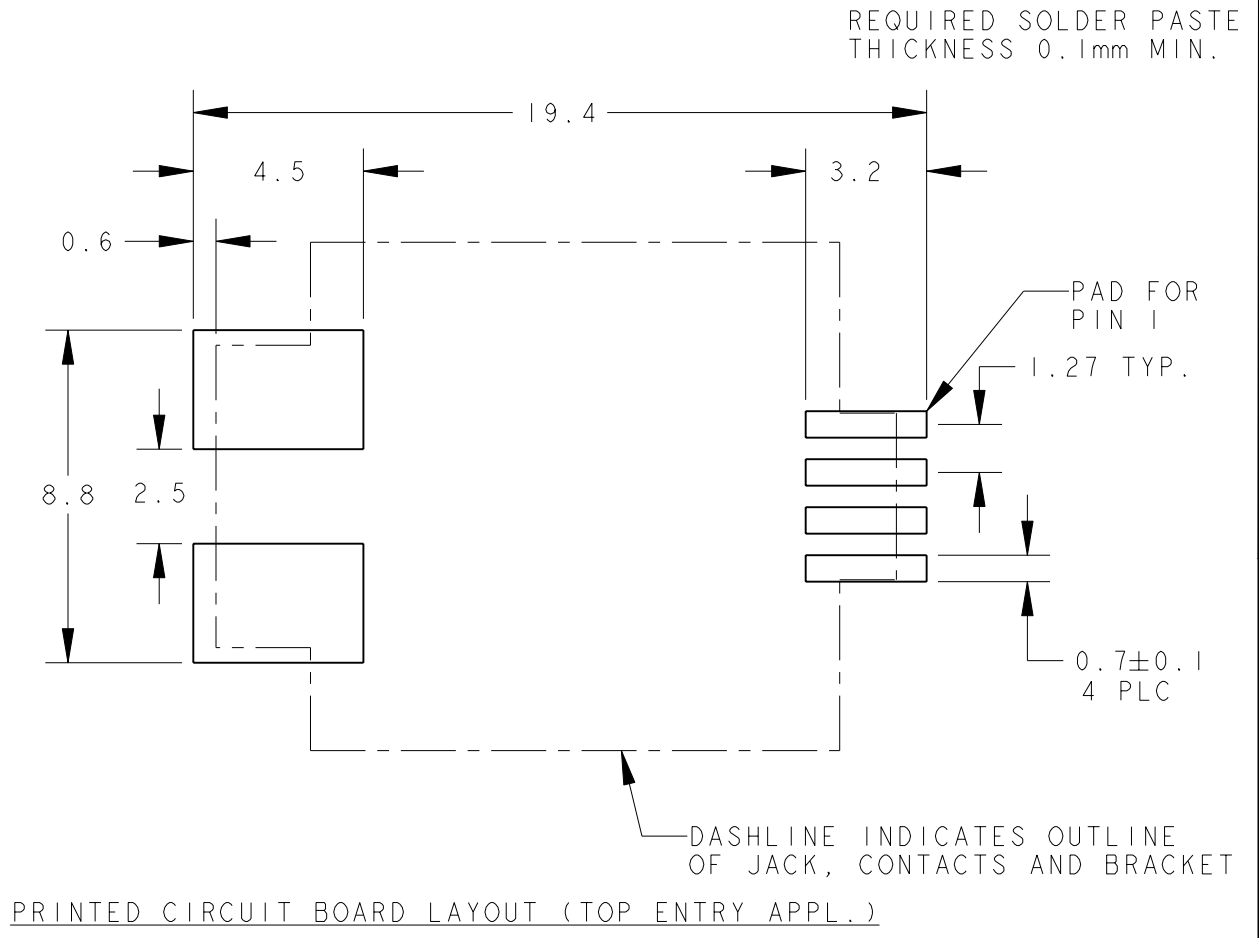 REQUIRED SOLDER PASTE
THICKNESS 0.1mm MIN.
19.4
4.5
3.2
0.6
PAD FOR
PIN 1
1.27 TYP.
8.8
2.5
0.7±0.1
4 PLC
DASHLINE INDICATES OUTLINE
OF JACK, CONTACTS AND BRACKET
PRINTED CIRCUIT BOARD LAYOUT (TOP ENTRY APPL.)